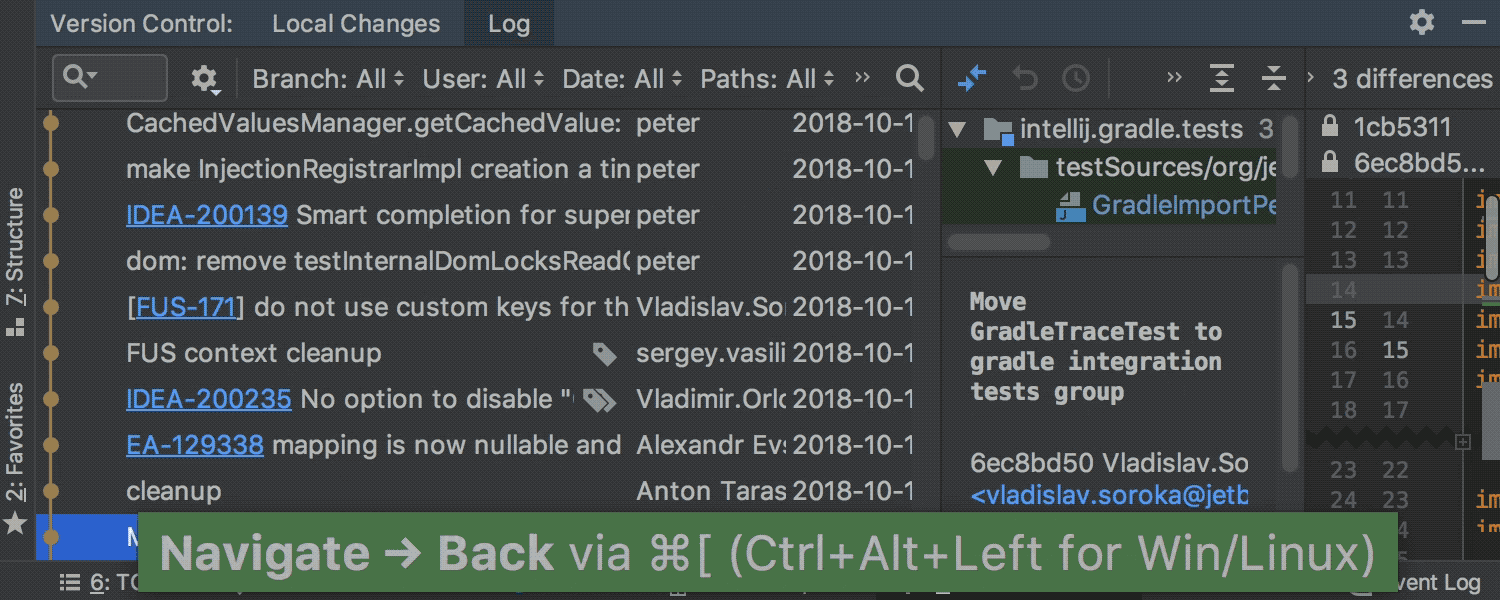 Version Control: Local Changes Log
Branch: All User: All Date: All Paths: All
3 differences
CachedValuesManager.getCachedValue: peter 2018-10-1
make InjectionRegistrarImpl creation a tin peter 2018-10-1
IDEA-200139 Smart completion for super peter 2018-10-1
dom: remove testInternalDomLocksRead peter 2018-10-1
[FUS-171] do not use custom keys for th Vladislav.So 2018-10-1
FUS context cleanup sergey.vasili 2018-10-1
IDEA-200235 No option to disable " Vladimir.Orlo 2018-10-1
EA-129338 mapping is now nullable and Alexandr Evs 2018-10-1
cleanup Anton Taras 2018-10-1
intellij.gradle.tests 3
testSources/org/je
GradleImportPe
Move
GradleTraceTest to
gradle integration
tests group
6ec8bd50 Vladislav.So
<vladislav.soroka@jetb
1cb5311
6ec8bd5...
11 11
12 12
13 13
14
15 14 im
16 15 im
17 16
18 17
23 22
24 23 im
7: Structure
2: Favorites
Navigate → Back via ⌘[ (Ctrl+Alt+Left for Win/Linux)
6: TO
vent Log